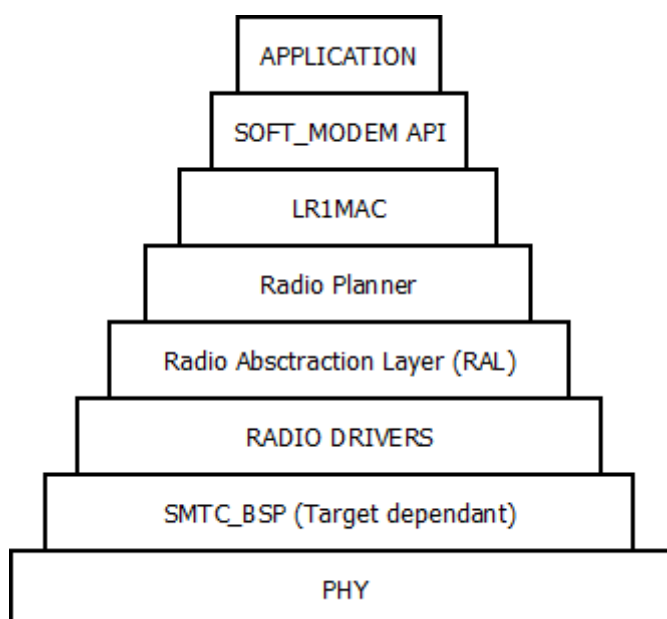 APPLICATION
SOFT_MODEM API
LR1MAC
Radio Planner
Radio Absctraction Layer (RAL)
RADIO DRIVERS
SMTC_BSP (Target dependant)
PHY